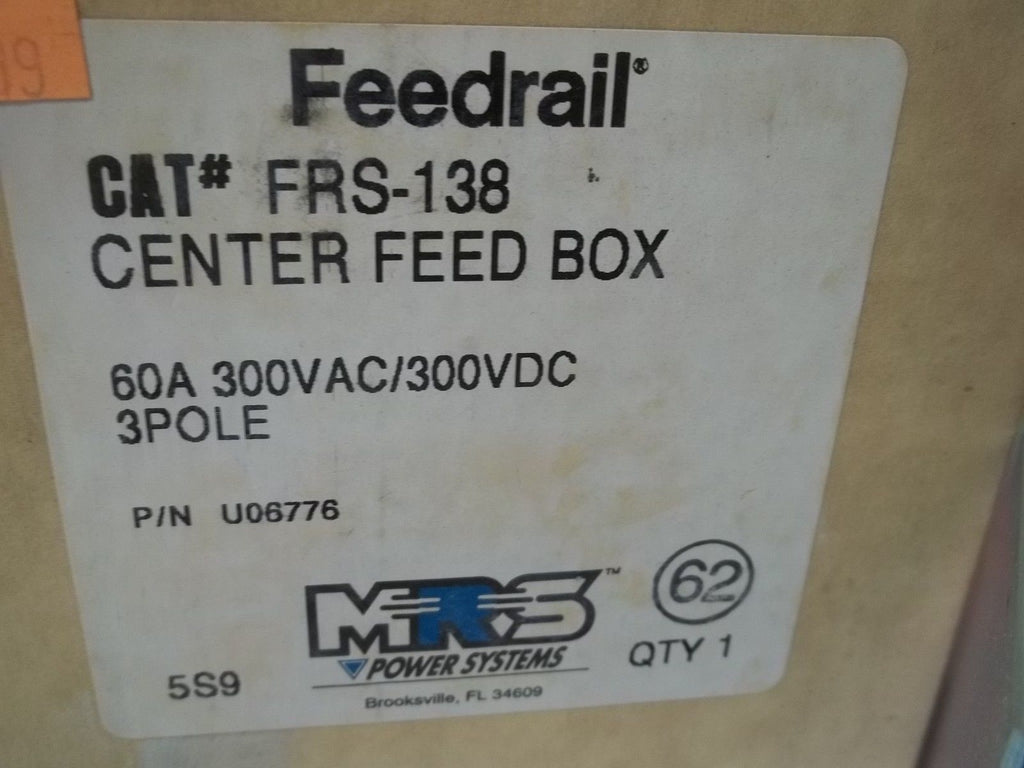 Feedrail®
CAT# FRS-138
CENTER FEED BOX
60A 300VAC/300VDC
3POLE
P/N U06776
MRS™
POWER SYSTEMS
Brooksville, FL 34609
5S9
62
QTY 1